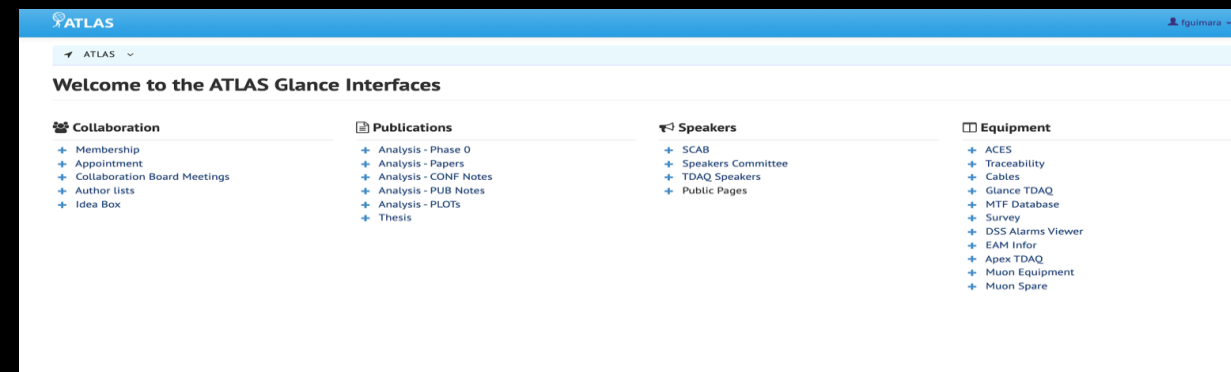 ATLAS
fguimara
ATLAS
Welcome to the ATLAS Glance Interfaces
Collaboration
Membership
Appointment
Collaboration Board Meetings
Author lists
Idea Box
Publications
Analysis - Phase 0
Analysis - Papers
Analysis - CONF Notes
Analysis - PUB Notes
Analysis - PLOTs
Thesis
Speakers
SCAB
Speakers Committee
TDAQ Speakers
Public Pages
Equipment
ACES
Traceability
Cables
Glance TDAQ
MTF Database
Survey
DSS Alarms Viewer
EAM Infor
Apex TDAQ
Muon Equipment
Muon Spare